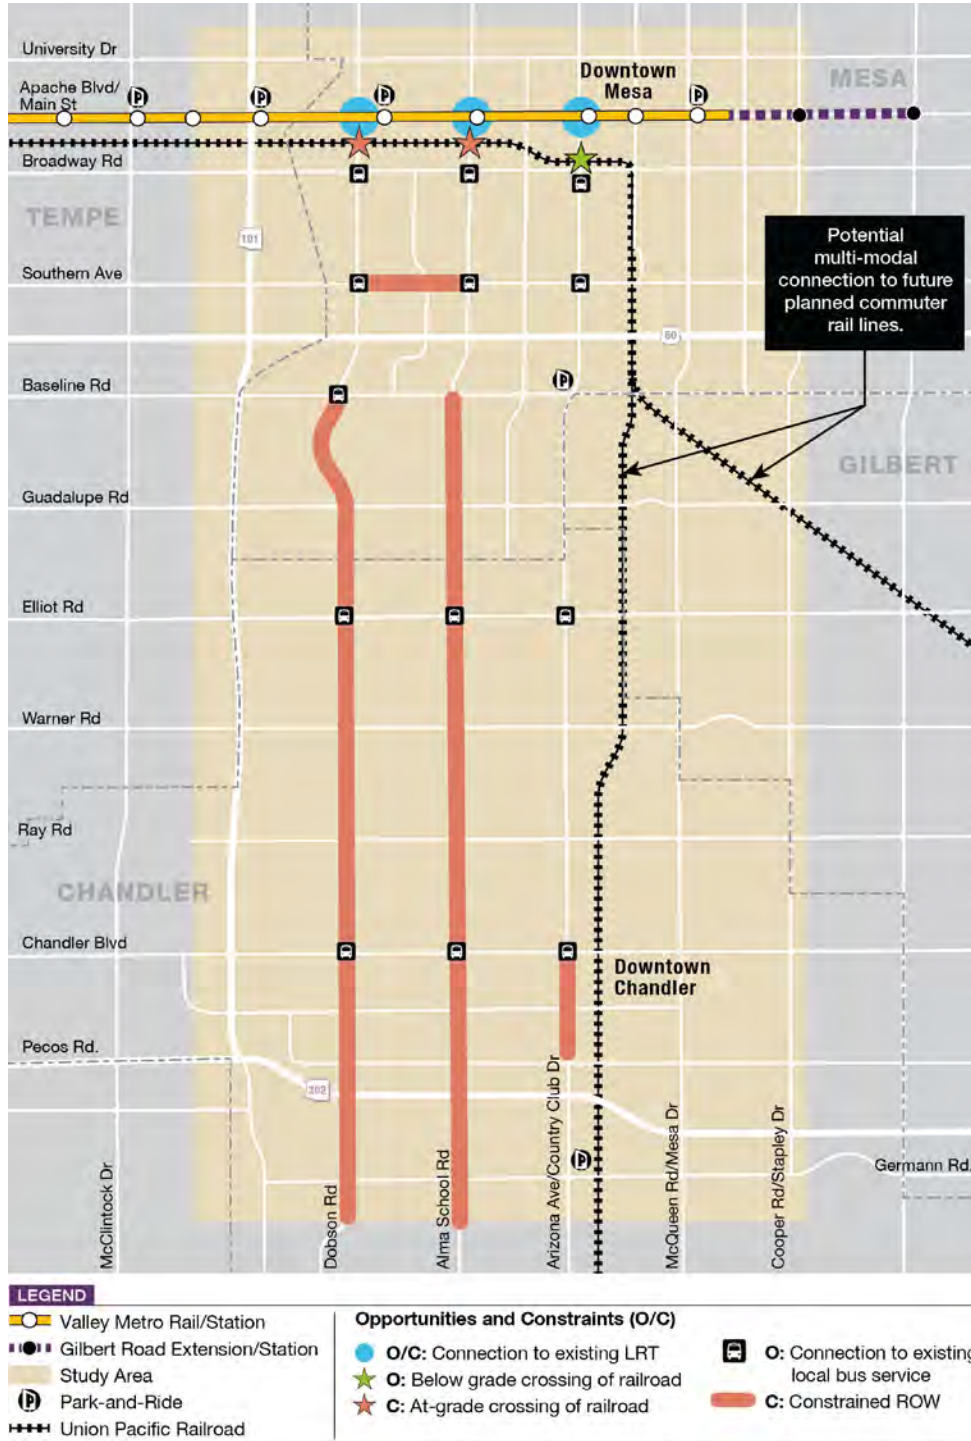 University Dr
Apache Blvd/
Main St
Downtown
Mesa
MESA
Broadway Rd
TEMPE
101
Southern Ave
60
Potential
multi-modal
connection to future
planned commuter
rail lines.
Baseline Rd
GILBERT
Guadalupe Rd
Elliot Rd
Warner Rd
Ray Rd
CHANDLER
Chandler Blvd
Downtown
Chandler
Pecos Rd.
202
McClintock Dr
Dobson Rd
Alma School Rd
Arizona Ave/Country Club Dr
McQueen Rd/Mesa Dr
Cooper Rd/Stapley Dr
Germann Rd.
LEGEND
Valley Metro Rail/Station
Gilbert Road Extension/Station
Study Area
Park-and-Ride
Union Pacific Railroad
Opportunities and Constraints (O/C)
O/C: Connection to existing LRT
O: Below grade crossing of railroad
C: At-grade crossing of railroad
O: Connection to existing
local bus service
C: Constrained ROW